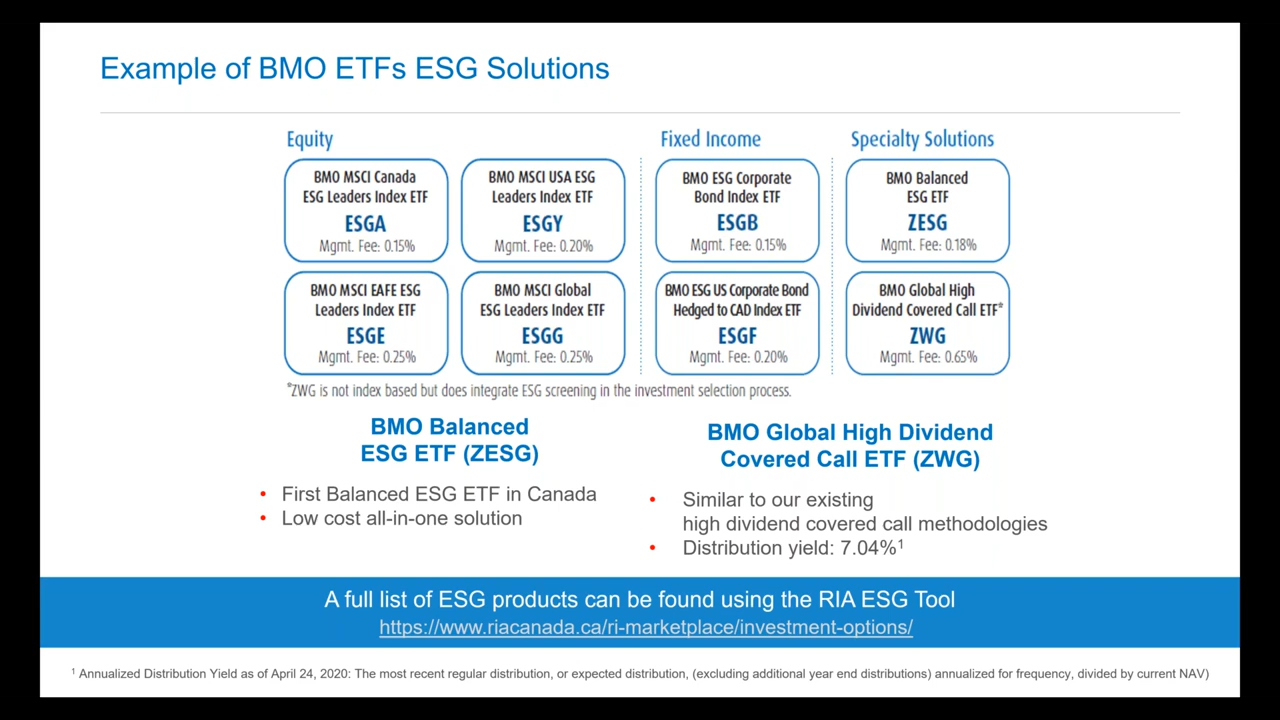 Example of BMO ETFs ESG Solutions
Equity
BMO MSCI Canada
ESG Leaders Index ETF
ESGA
Mgmt. Fee: 0.15%
BMO MSCI USA ESG
Leaders Index ETF
ESGY
Mgmt. Fee: 0.20%
BMO MSCI EAFE ESG
Leaders Index ETF
ESGE
Mgmt. Fee: 0.25%
BMO MSCI Global
ESG Leaders Index ETF
ESGG
Mgmt. Fee: 0.25%
Fixed Income
BMO ESG Corporate
Bond Index ETF
ESGB
Mgmt. Fee: 0.15%
BMO ESG US Corporate Bond
Hedged to CAD Index ETF
ESGF
Mgmt. Fee: 0.20%
Specialty Solutions
BMO Balanced
ESG ETF
ZESG
Mgmt. Fee: 0.18%
BMO Global High
Dividend Covered Call ETF*
ZWG
Mgmt. Fee: 0.65%
*ZWG is not index based but does integrate ESG screening in the investment selection process.
BMO Balanced
ESG ETF (ZESG)
• First Balanced ESG ETF in Canada
• Low cost all-in-one solution
BMO Global High Dividend
Covered Call ETF (ZWG)
• Similar to our existing
high dividend covered call methodologies
• Distribution yield: 7.04%¹
A full list of ESG products can be found using the RIA ESG Tool
https://www.riacanada.ca/ri-marketplace/investment-options/
¹ Annualized Distribution Yield as of April 24, 2020: The most recent regular distribution, or expected distribution, (excluding additional year end distributions) annualized for frequency, divided by current NAV)